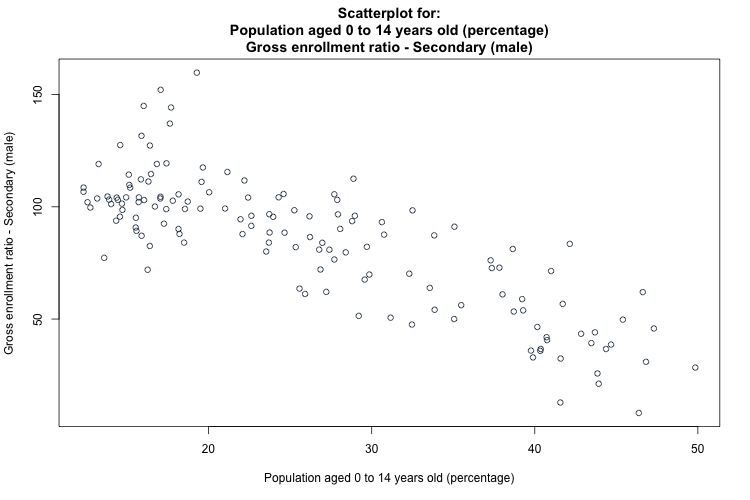 Scatterplot for:
Population aged 0 to 14 years old (percentage)
Gross enrollment ratio - Secondary (male)
Gross enrollment ratio - Secondary (male)
150
100
50
20
30
40
50
Population aged 0 to 14 years old (percentage)